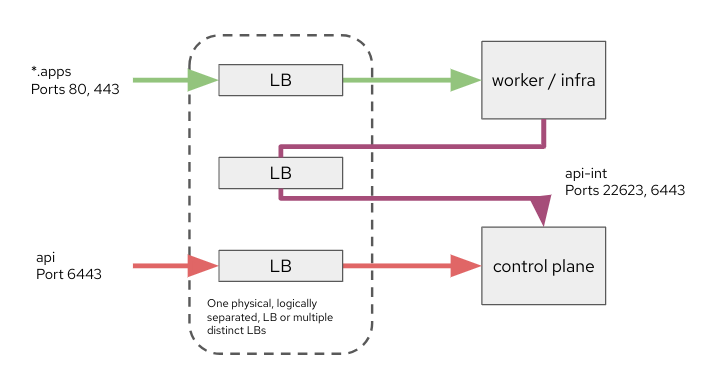 *.apps
Ports 80, 443
LB
worker / infra
LB
api-int
Ports 22623, 6443
api
Port 6443
LB
control plane
One physical, logically
separated, LB or multiple
distinct LBs